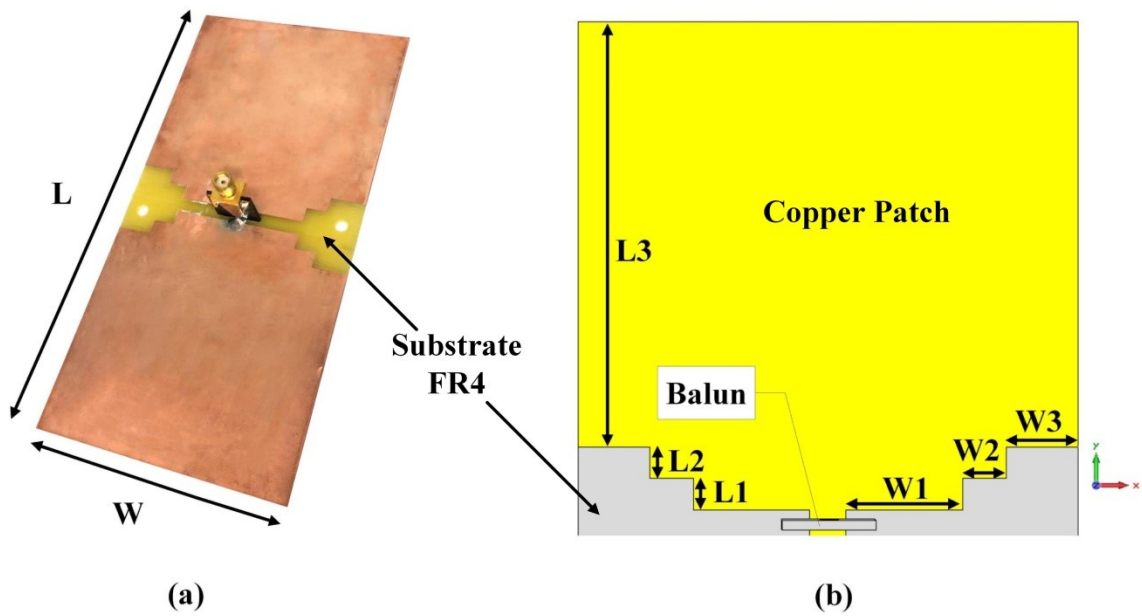 L
W
Substrate
FR4
(a)
Copper Patch
L3
Balun
L2
L1
W1
W2
W3
y
x
(b)